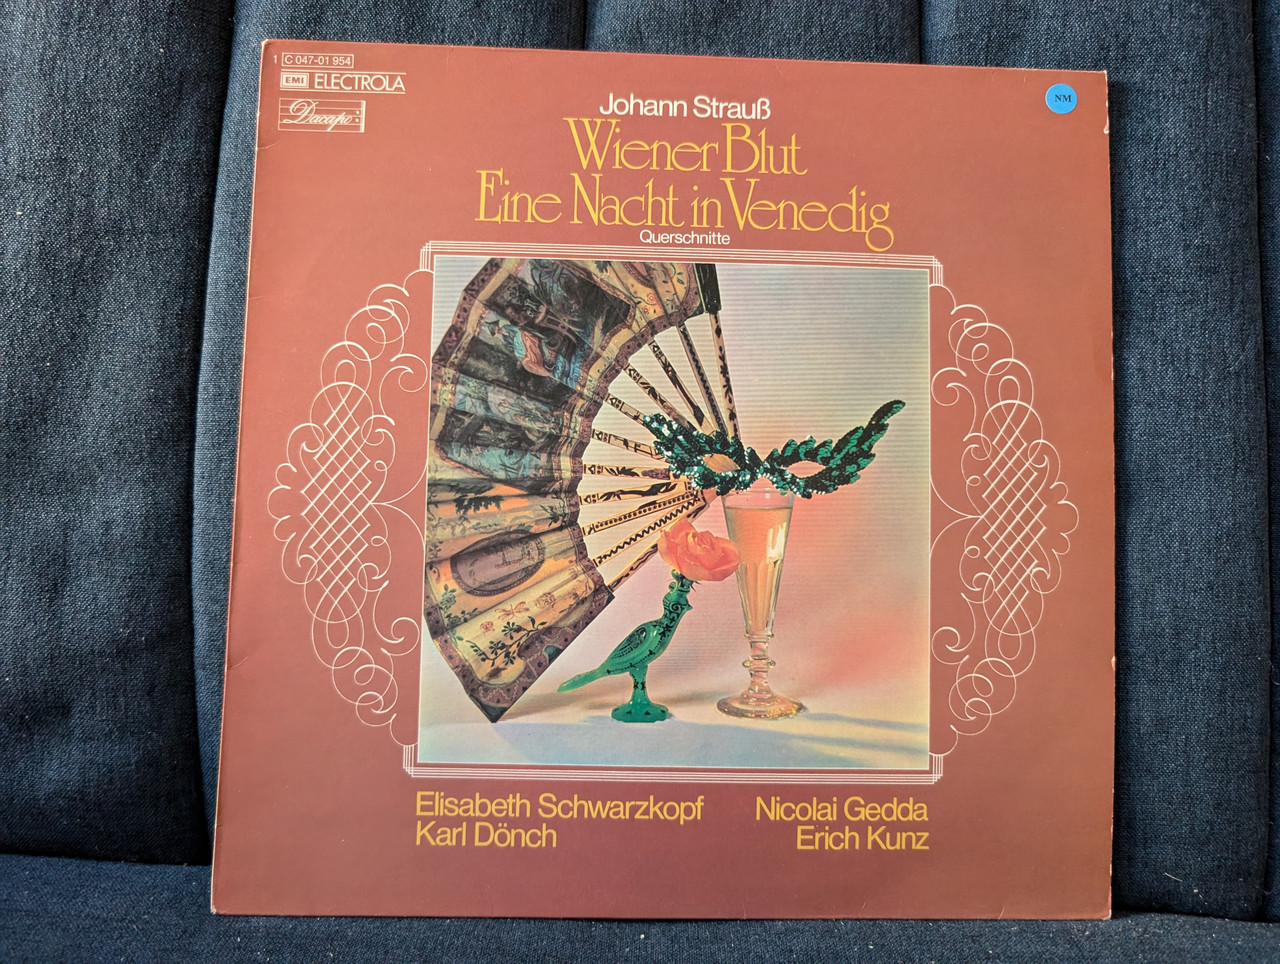 1 C 047-01 954
EMI ELECTROLA
Dacapo
NM
Johann Strauß
Wiener Blut
Eine Nacht in Venedig
Querschnitte
Elisabeth Schwarzkopf
Karl Dönch
Nicolai Gedda
Erich Kunz